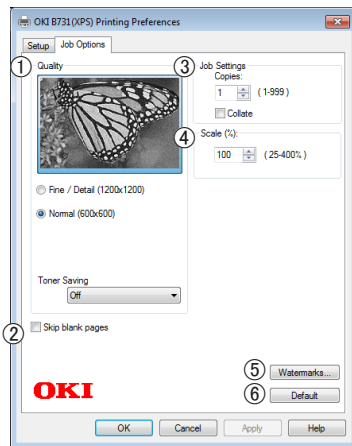 OKI B731(XPS) Printing Preferences
Setup
Job Options
1 Quality
Fine / Detail (1200x1200)
Normal (600x600)
Toner Saving
Off
2 Skip blank pages
3 Job Settings
Copies:
1 (1-999)
Collate
4 Scale (%):
100 (25-400%)
5 Watermarks...
6 Default
OKI
OK Cancel Apply Help